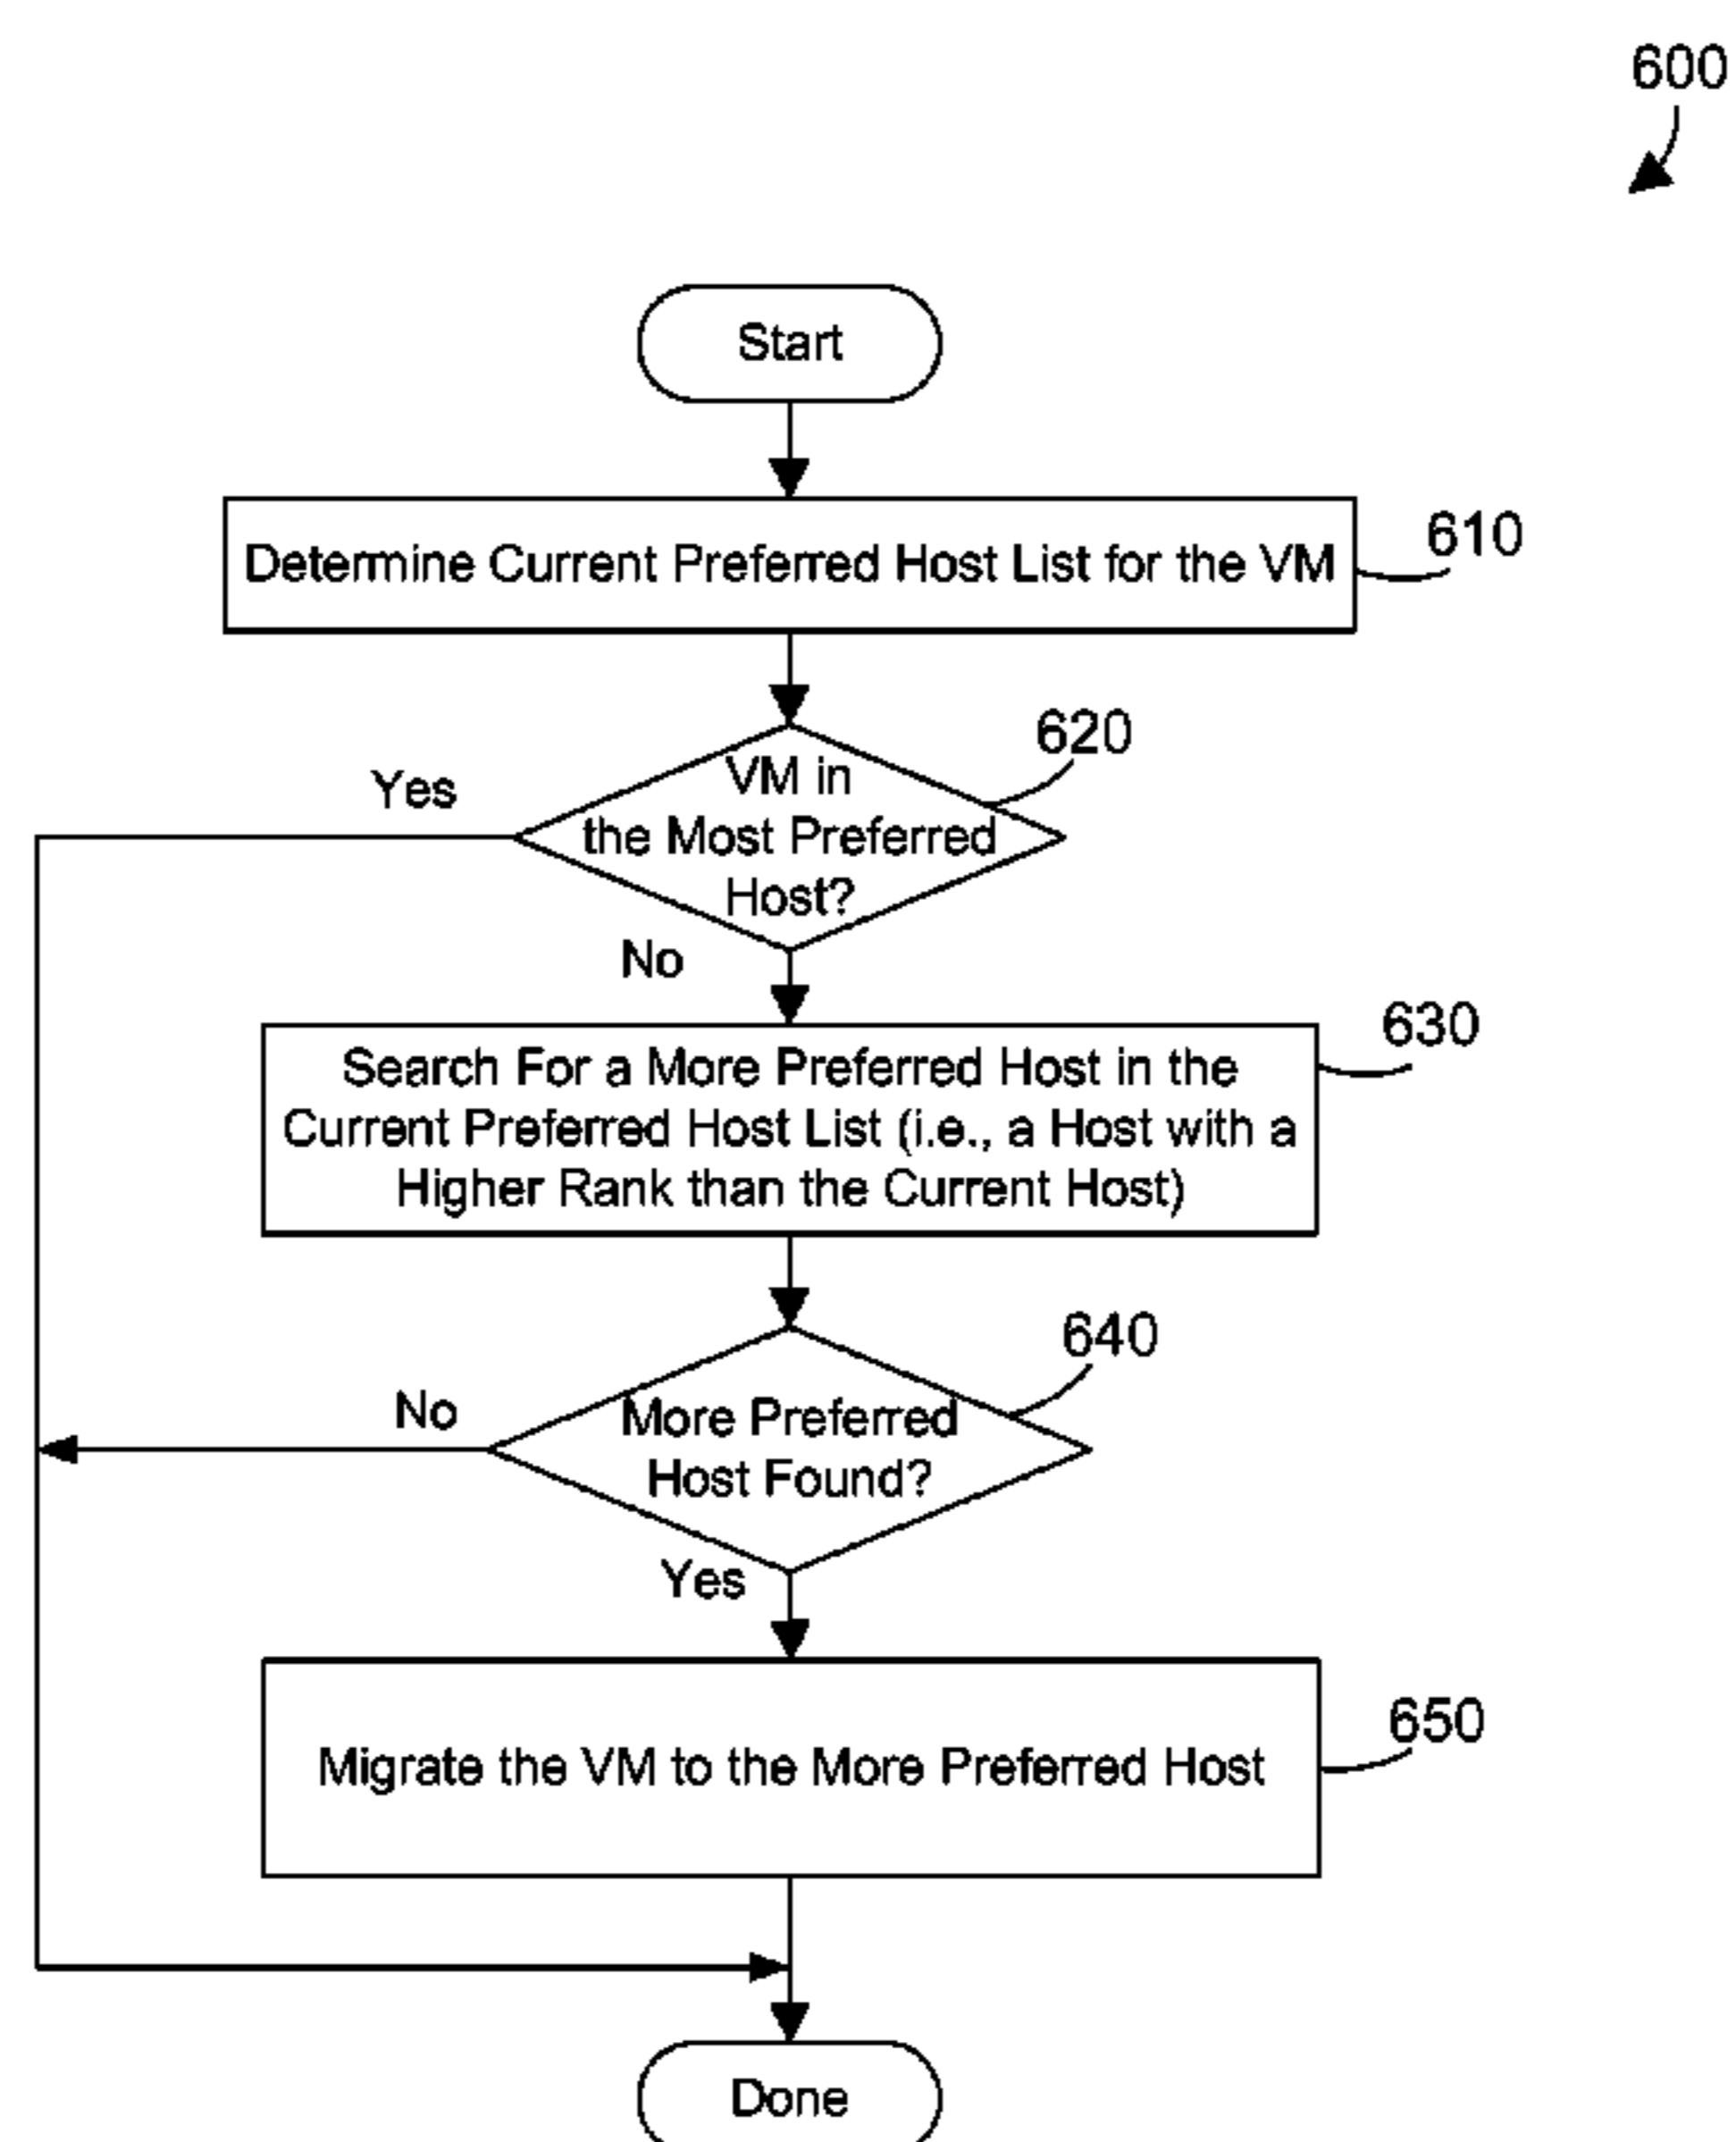 600
Start
Determine Current Preferred Host List for the VM
610
620
Yes
VM in
the Most Preferred
Host?
No
630
Search For a More Preferred Host in the
Current Preferred Host List (i.e., a Host with a
Higher Rank than the Current Host)
640
No
More Preferred
Host Found?
Yes
650
Migrate the VM to the More Preferred Host
Done